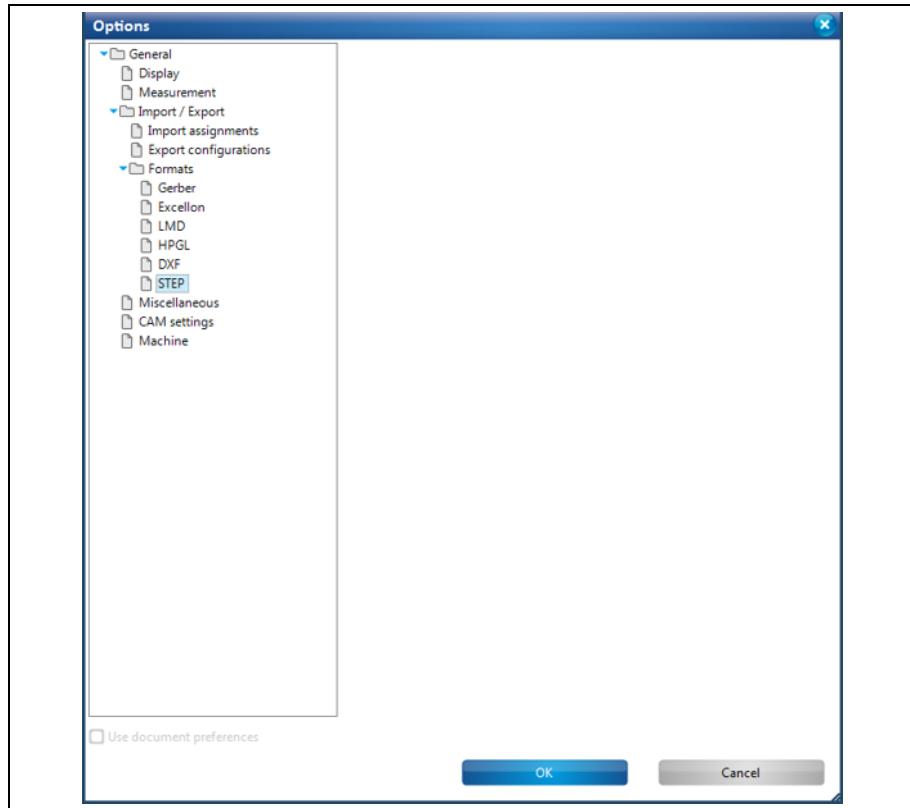 Options
General
Display
Measurement
Import / Export
Import assignments
Export configurations
Formats
Gerber
Excellon
LMD
HPGL
DXF
STEP
Miscellaneous
CAM settings
Machine
Use document preferences
OK Cancel